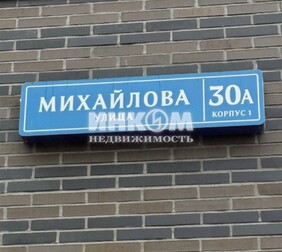 МИХАЙЛОВА
УЛИЦА
30А
КОРПУС 1
ИНКОМ
НЕДВИЖИМОСТЬ